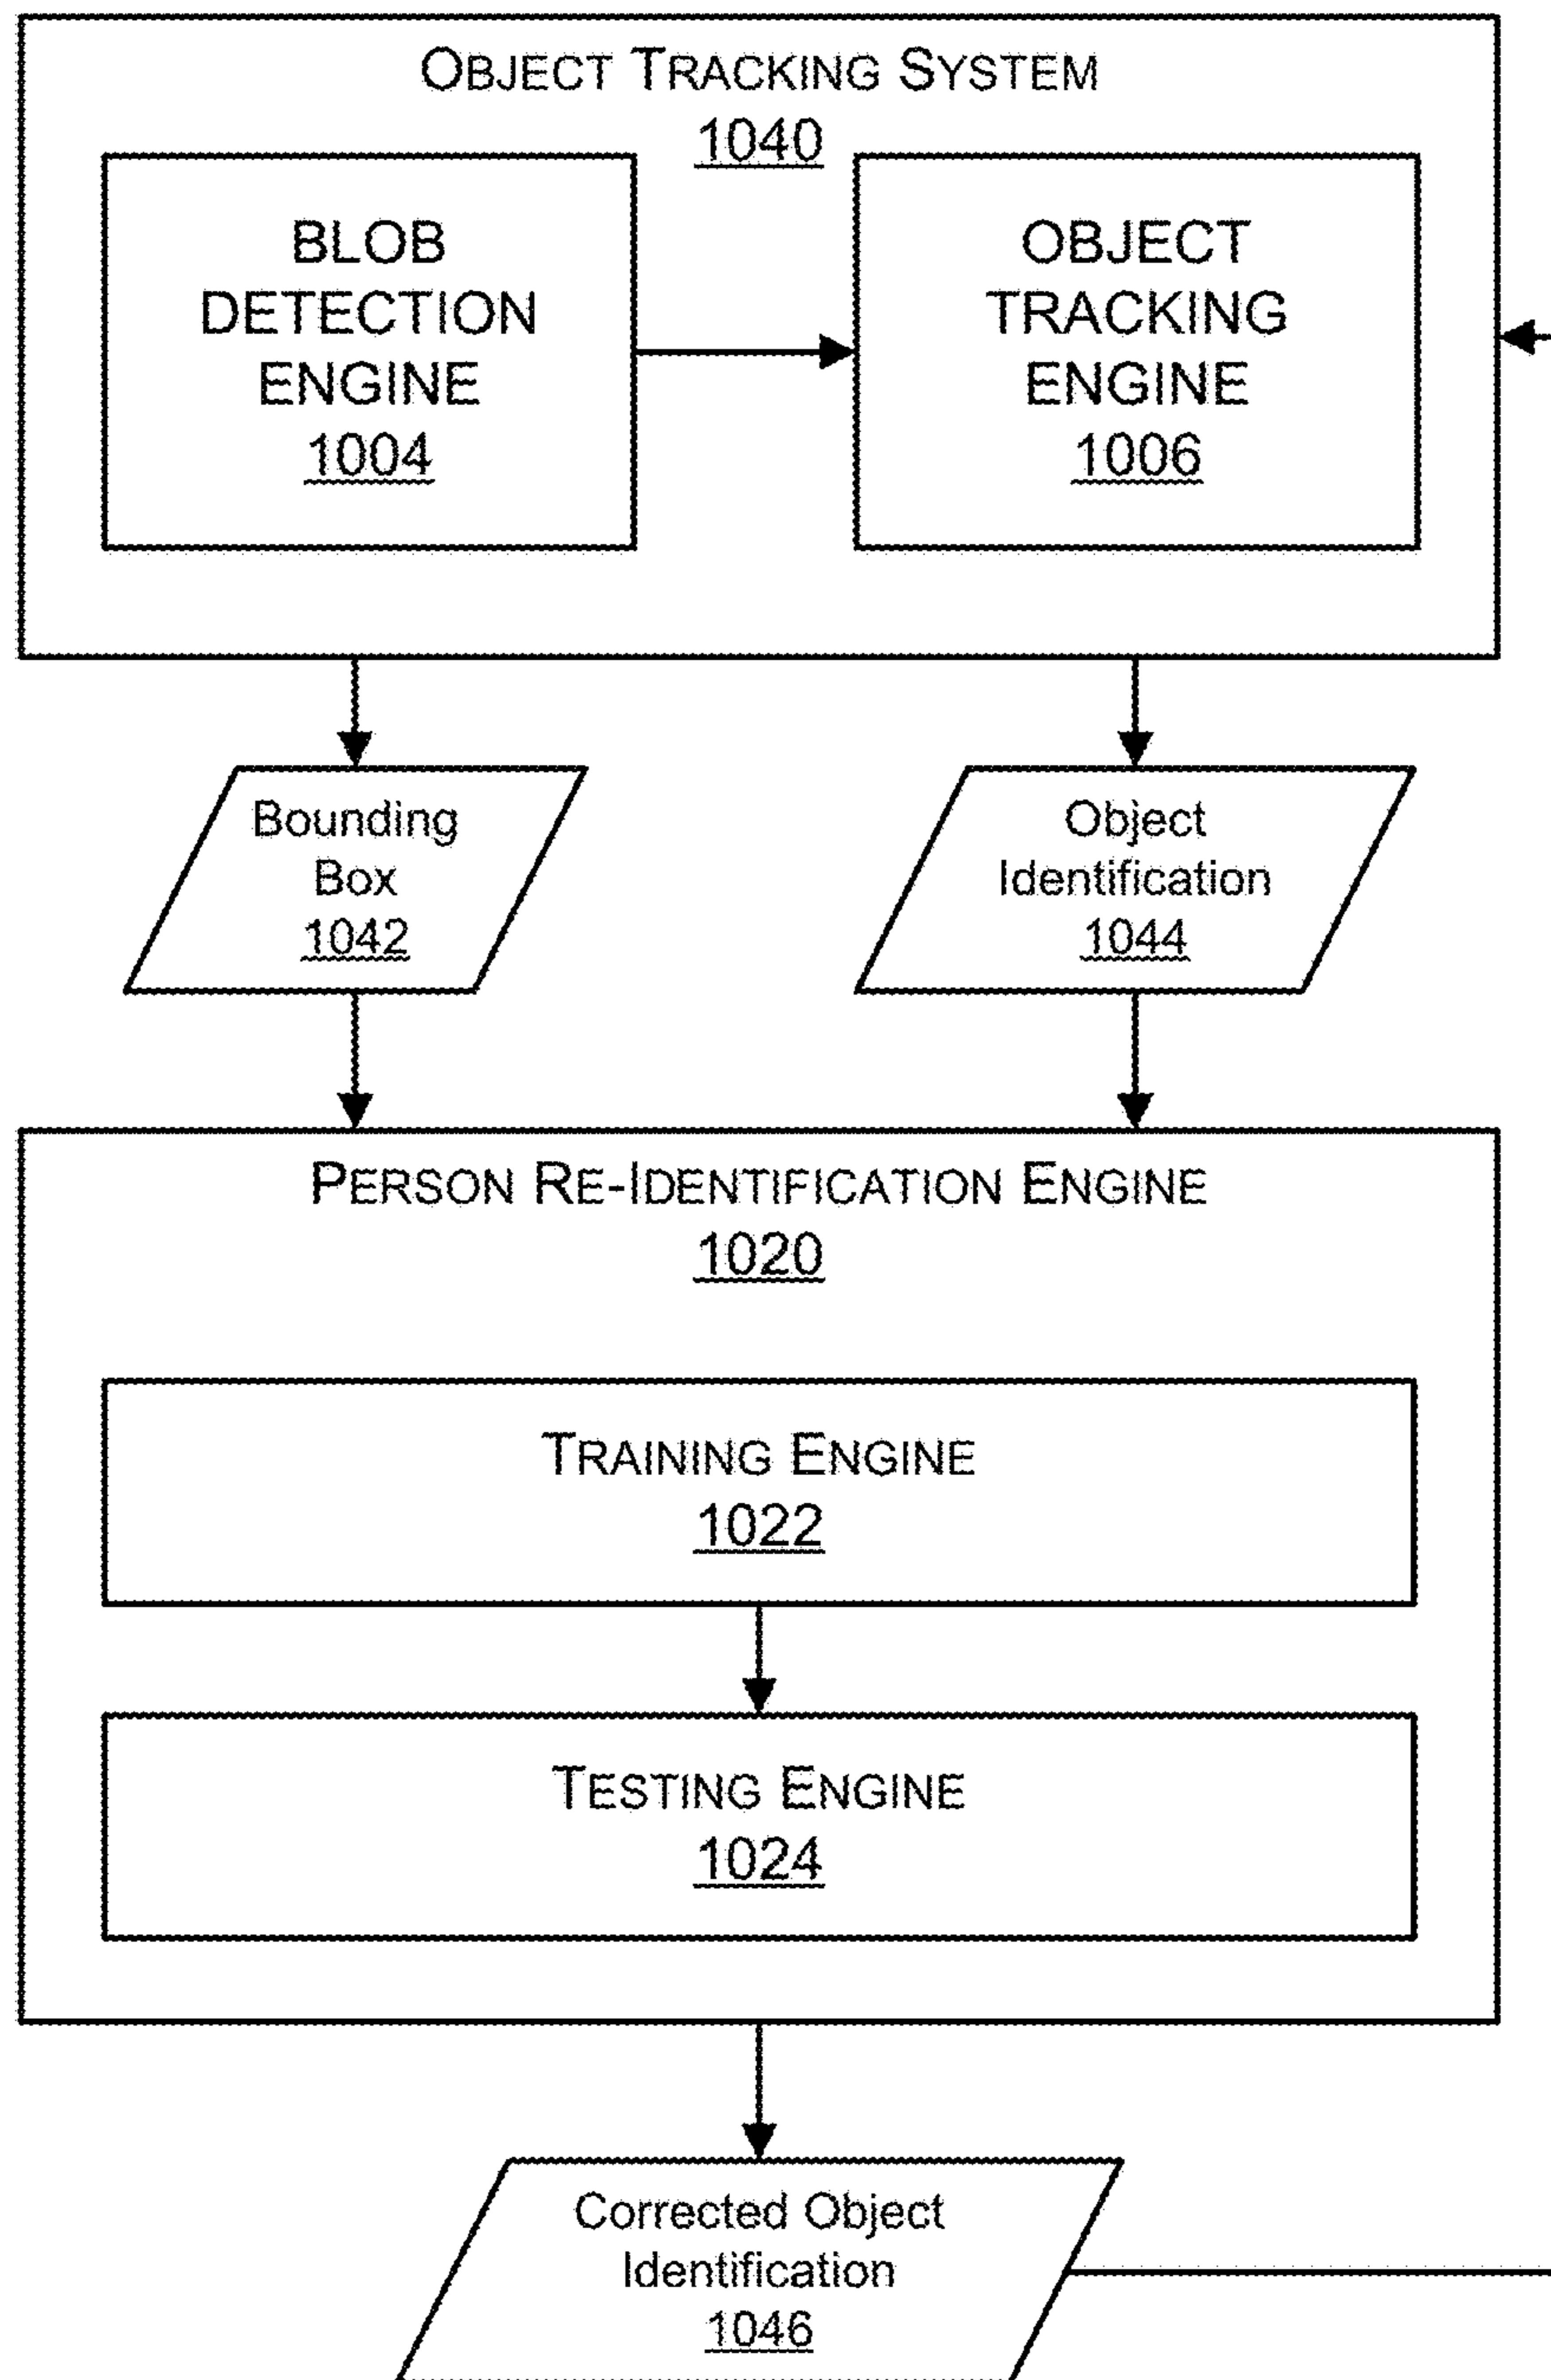 OBJECT TRACKING SYSTEM
1040
BLOB
DETECTION
ENGINE
1004
OBJECT
TRACKING
ENGINE
1006
Bounding
Box
1042
Object
Identification
1044
PERSON RE-IDENTIFICATION ENGINE
1020
TRAINING ENGINE
1022
TESTING ENGINE
1024
Corrected Object
Identification
1046